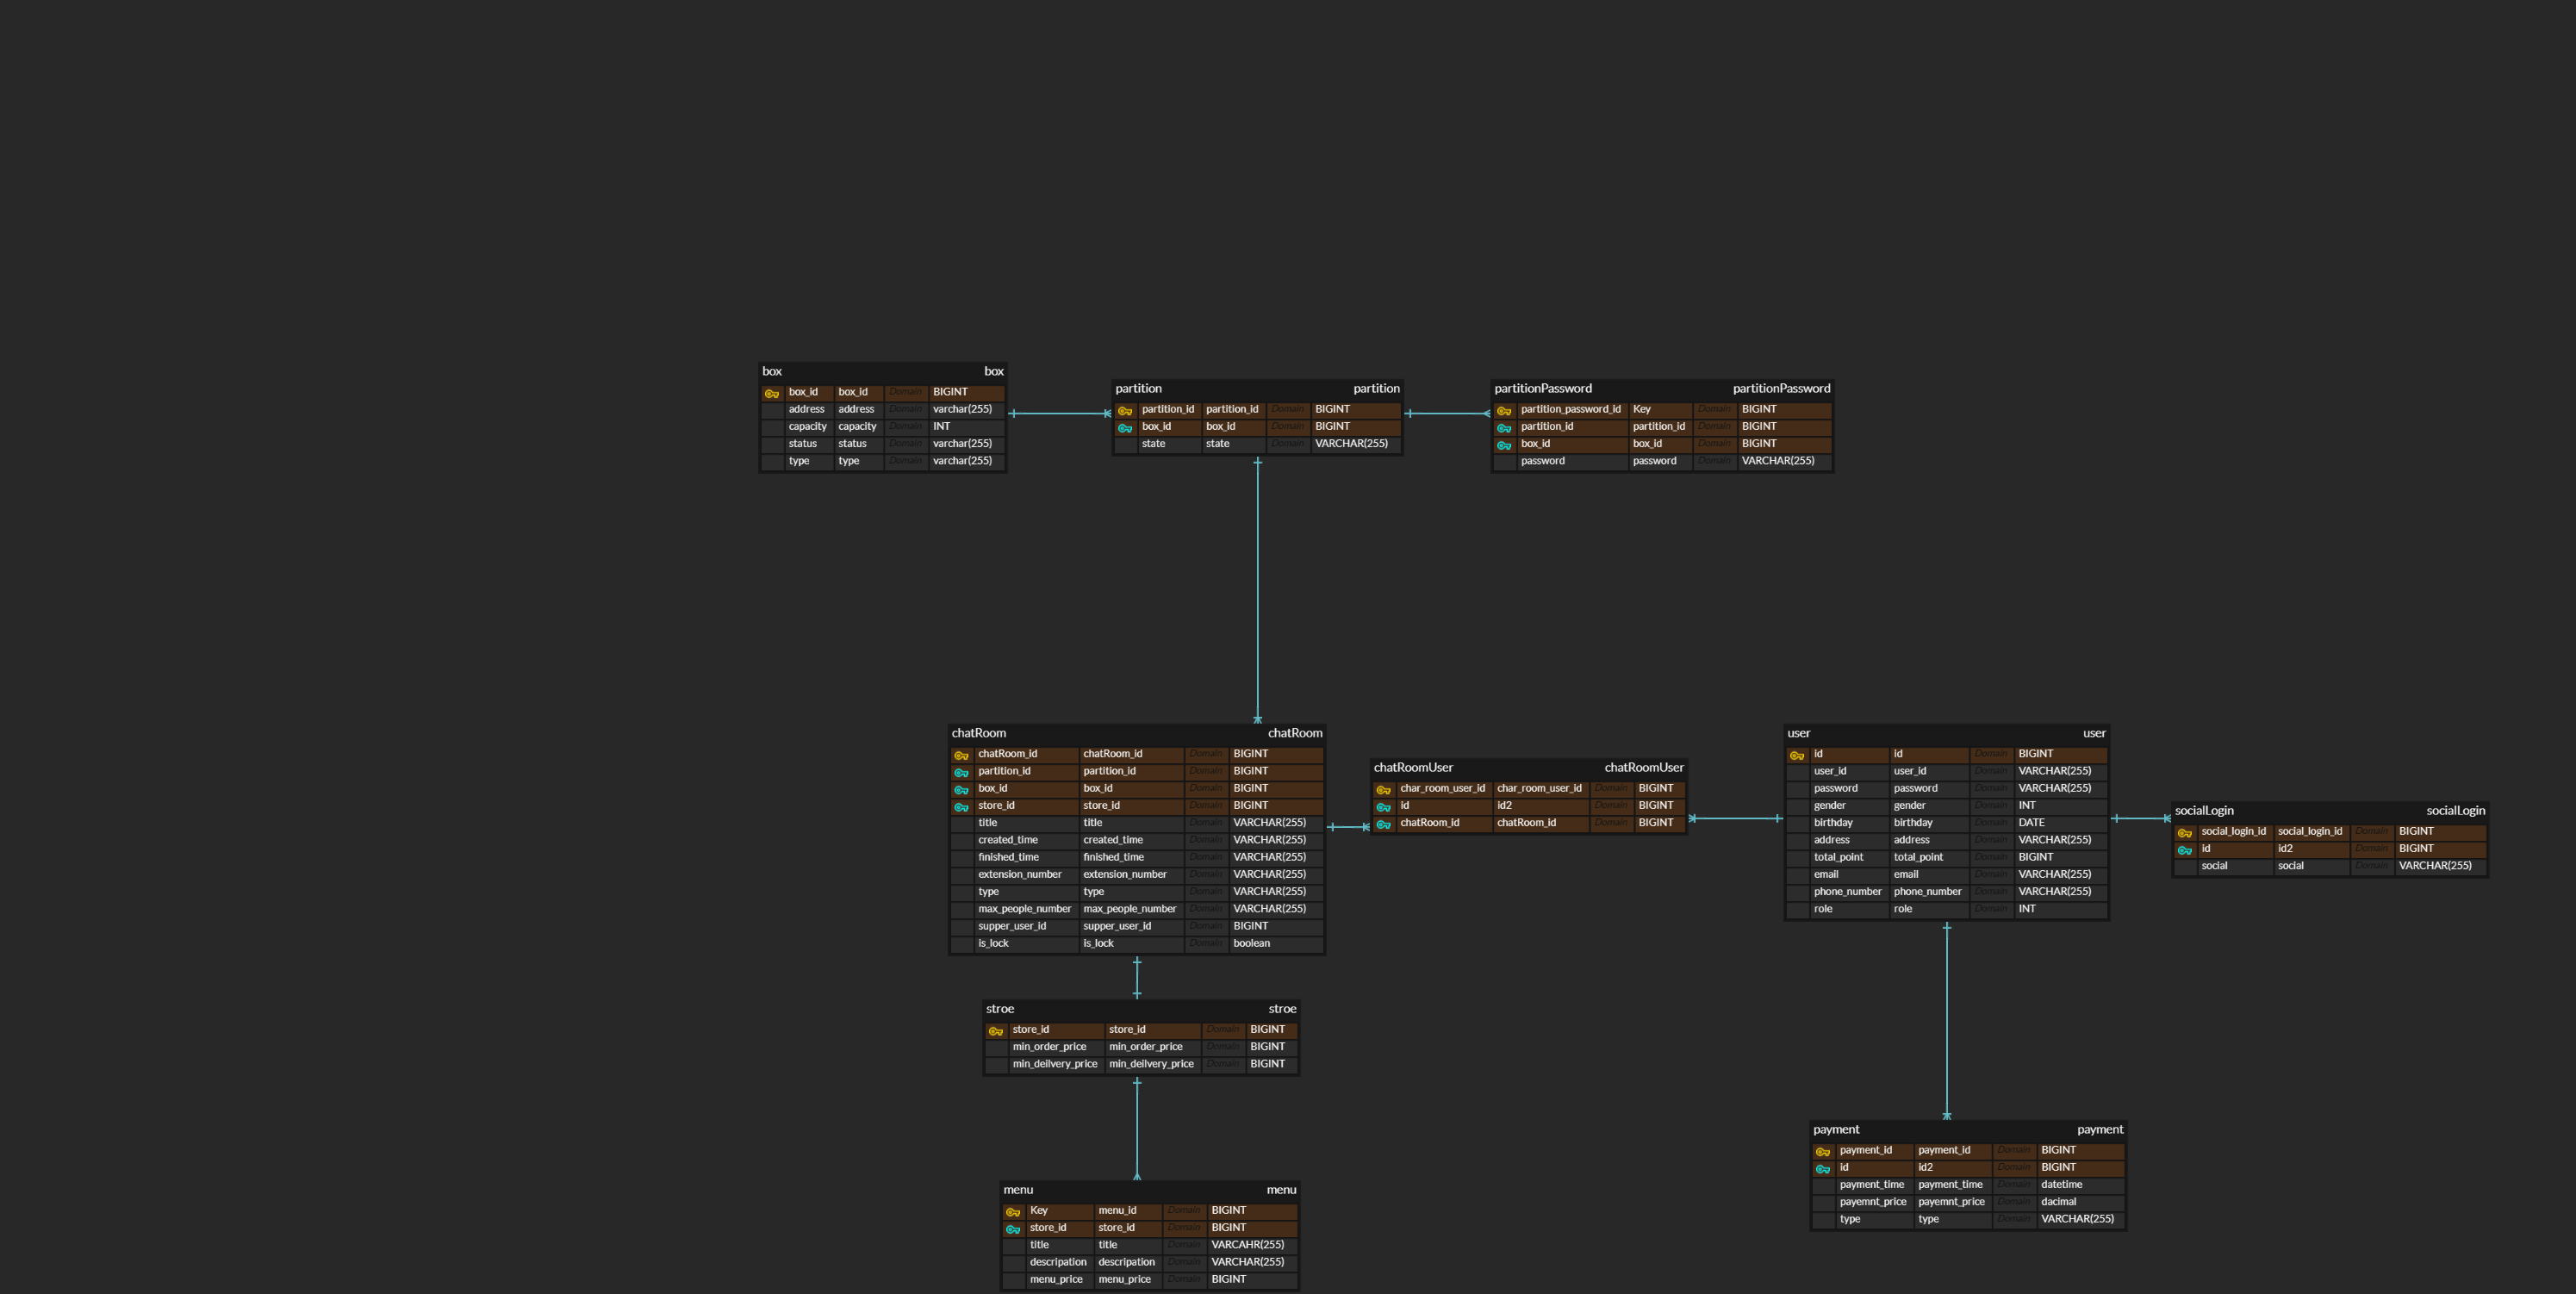 box box
box_id box_id Domain BIGINT
address address Domain varchar(255)
capacity capacity Domain INT
status status Domain varchar(255)
type type Domain varchar(255)
partition partition
partition_id partition_id Domain BIGINT
box_id box_id Domain BIGINT
state state Domain VARCHAR(255)
partitionPassword partitionPassword
partition_password_id Key Domain BIGINT
partition_id partition_id Domain BIGINT
box_id box_id Domain BIGINT
password password Domain VARCHAR(255)
chatRoom chatRoom
chatRoom_id chatRoom_id Domain BIGINT
partition_id partition_id Domain BIGINT
box_id box_id Domain BIGINT
store_id store_id Domain BIGINT
title title Domain VARCHAR(255)
created_time created_time Domain VARCHAR(255)
finished_time finished_time Domain VARCHAR(255)
extension_number extension_number Domain VARCHAR(255)
type type Domain VARCHAR(255)
max_people_number max_people_number Domain VARCHAR(255)
supper_user_id supper_user_id Domain BIGINT
is_lock is_lock Domain boolean
chatRoomUser chatRoomUser
char_room_user_id char_room_user_id Domain BIGINT
id id2 Domain BIGINT
chatRoom_id chatRoom_id Domain BIGINT
user user
id id Domain BIGINT
user_id user_id Domain VARCHAR(255)
password password Domain VARCHAR(255)
gender gender Domain INT
birthday birthday Domain DATE
address address Domain VARCHAR(255)
total_point total_point Domain BIGINT
email email Domain VARCHAR(255)
phone_number phone_number Domain VARCHAR(255)
role role Domain INT
socialLogin socialLogin
social_login_id social_login_id Domain BIGINT
id id2 Domain BIGINT
social social Domain VARCHAR(255)
stroe stroe
store_id store_id Domain BIGINT
min_order_price min_order_price Domain BIGINT
min_deilvery_price min_deilvery_price Domain BIGINT
payment payment
payment_id payment_id Domain BIGINT
id id2 Domain BIGINT
payment_time payment_time Domain datetime
payemnt_price payemnt_price Domain dacimal
type type Domain VARCHAR(255)
menu menu
Key menu_id Domain BIGINT
store_id store_id Domain BIGINT
title title Domain VARCAHR(255)
descripation descripation Domain VARCHAR(255)
menu_price menu_price Domain BIGINT